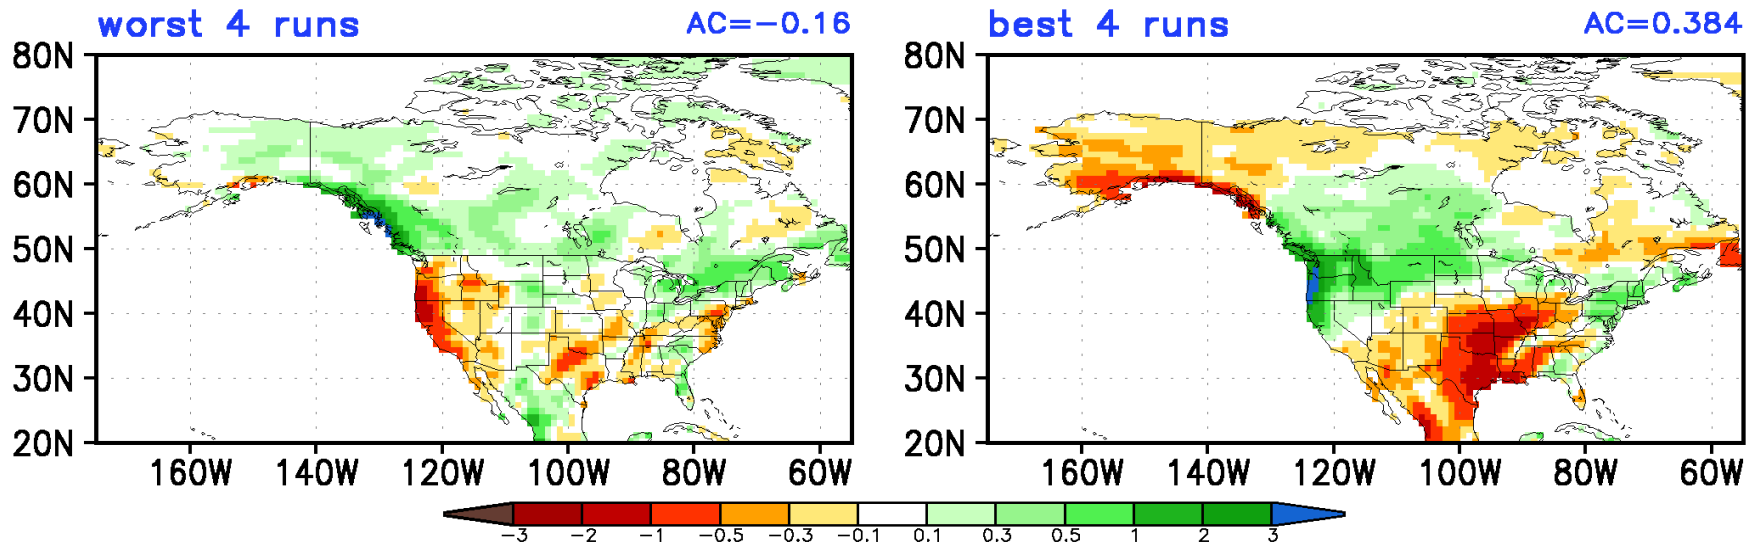 worst 4 runs AC=−0.16
best 4 runs AC=0.384
80N
70N
60N
50N
40N
30N
20N
160W 140W 120W 100W 80W 60W
80N
70N
60N
50N
40N
30N
20N
160W 140W 120W 100W 80W 60W
−3 −2 −1 −0.5 −0.3 −0.1 0.1 0.3 0.5 1 2 3